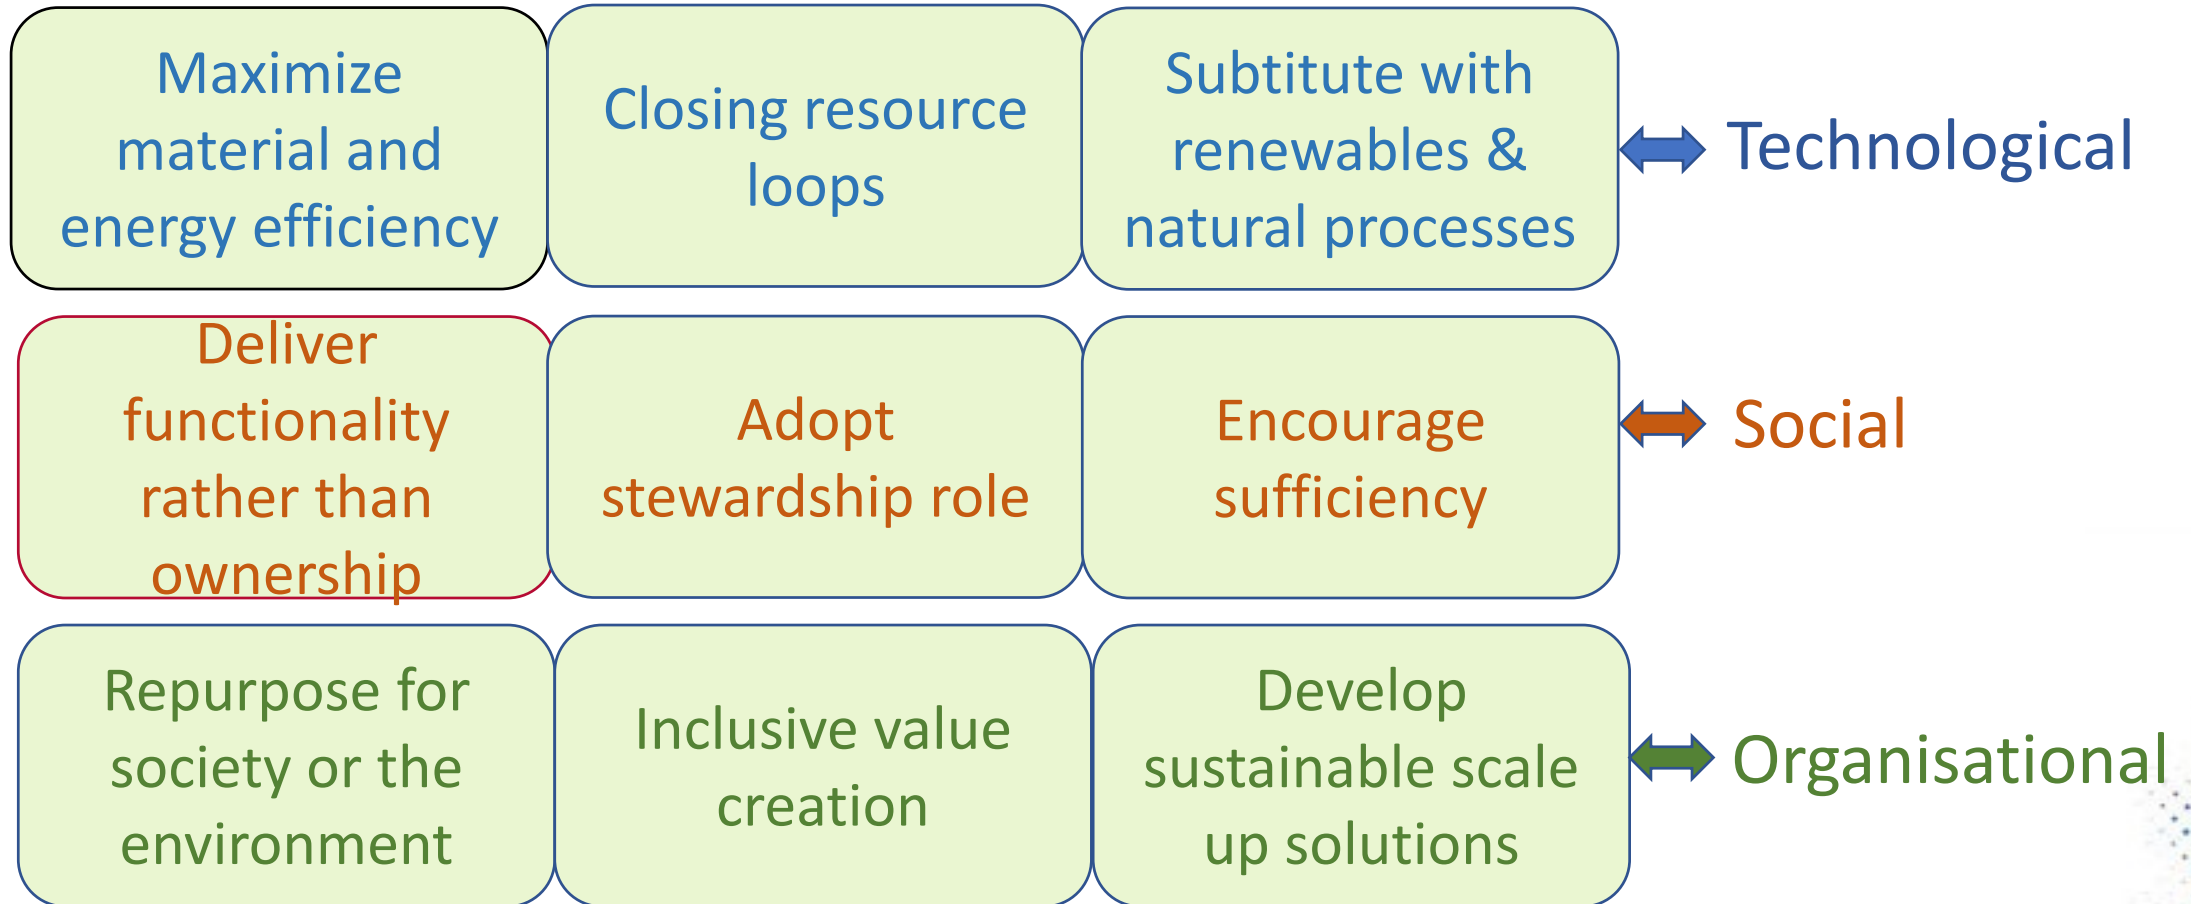 Maximize
material and
energy efficiency
Closing resource
loops
Subtitute with
renewables &
natural processes
Technological
Deliver
functionality
rather than
ownership
Adopt
stewardship role
Encourage
sufficiency
Social
Repurpose for
society or the
environment
Inclusive value
creation
Develop
sustainable scale
up solutions
Organisational